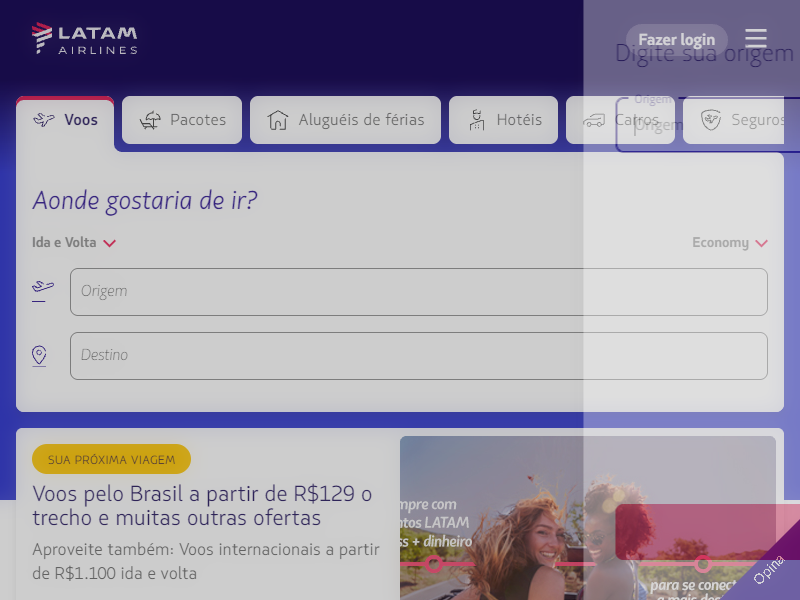 LATAM
AIRLINES
Fazer login
Digite sua origem
Voos
Pacotes
Aluguéis de férias
Hotéis
Carros
Seguros
Origem
Origem
Aonde gostaria de ir?
Ida e Volta
Economy
Origem
Destino
SUA PRÓXIMA VIAGEM
Voos pelo Brasil a partir de R$129 o
trecho e muitas outras ofertas
Aproveite também: Voos internacionais a partir
de R$1.100 ida e volta
mpre com
ntos LATAM
ss + dinheiro
para se conect
Opina